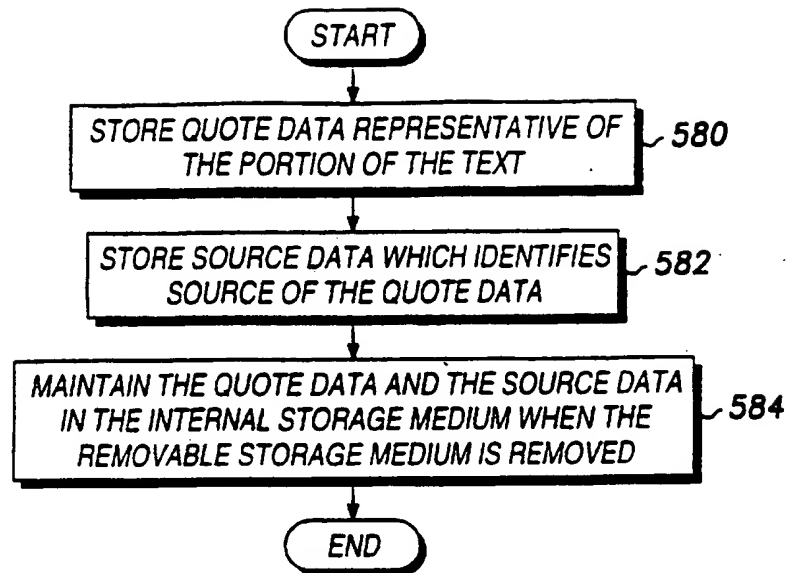 START
STORE QUOTE DATA REPRESENTATIVE OF
THE PORTION OF THE TEXT
580
STORE SOURCE DATA WHICH IDENTIFIES
SOURCE OF THE QUOTE DATA
582
MAINTAIN THE QUOTE DATA AND THE SOURCE DATA
IN THE INTERNAL STORAGE MEDIUM WHEN THE
REMOVABLE STORAGE MEDIUM IS REMOVED
584
END